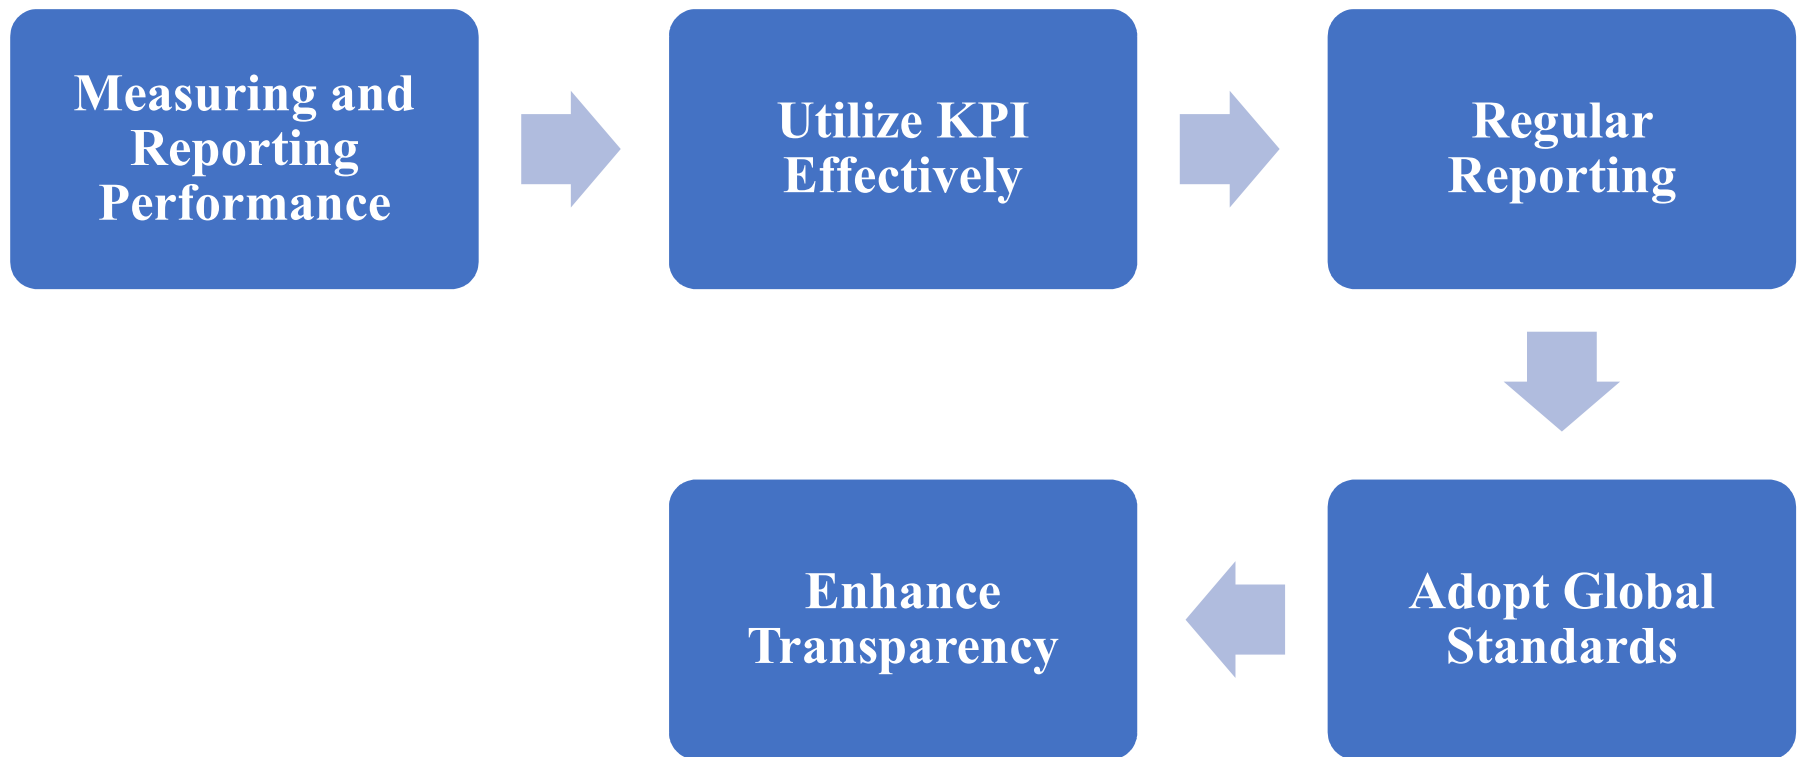 Measuring and
Reporting
Performance
Utilize KPI
Effectively
Regular
Reporting
Adopt Global
Standards
Enhance
Transparency